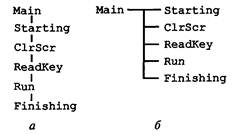 Main
Starting
ClrScr
ReadKey
Run
Finishing
а
Main
Starting
ClrScr
ReadKey
Run
Finishing
б